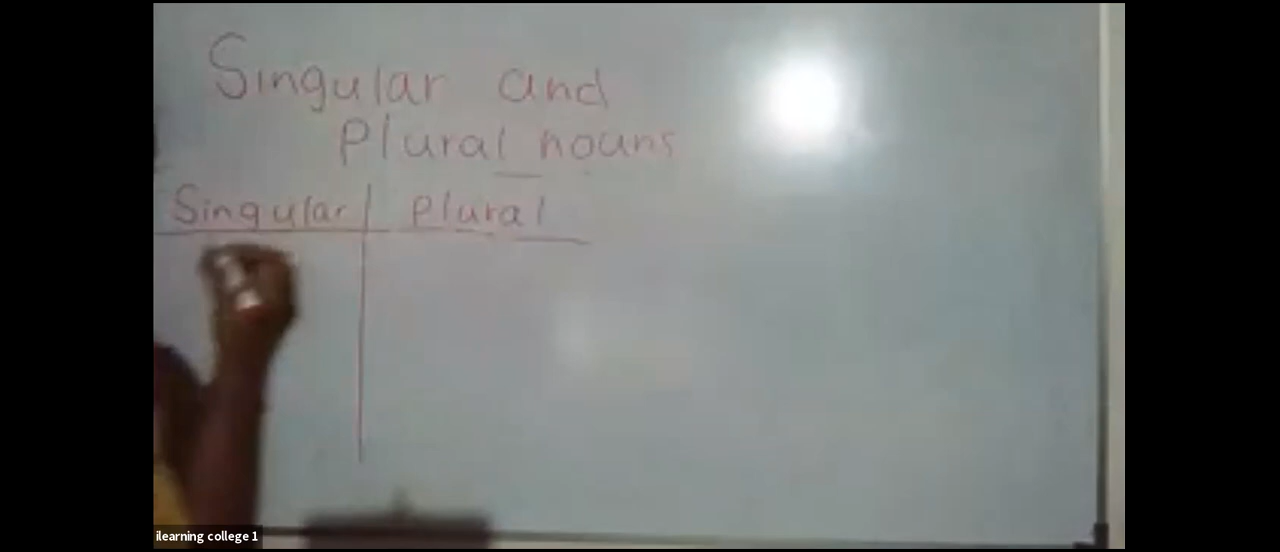 Singular and
Plural nouns
Singular | Plural
ilearning college 1